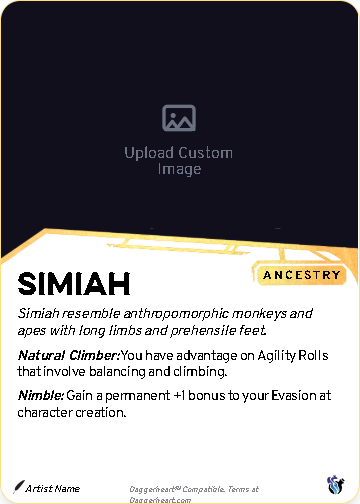 Upload Custom
Image
SIMIAH
ANCESTRY
Simiah resemble anthropomorphic monkeys and
apes with long limbs and prehensile feet.
Natural Climber: You have advantage on Agility Rolls
that involve balancing and climbing.
Nimble: Gain a permanent +1 bonus to your Evasion at
character creation.
Artist Name
Daggerheart™ Compatible. Terms at
Daggerheart.com